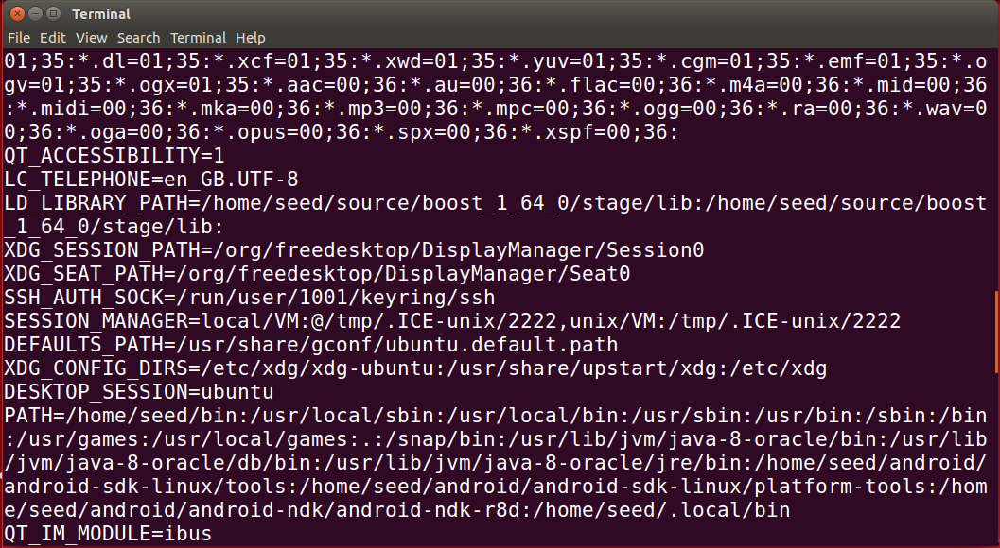 Terminal
File Edit View Search Terminal Help
01;35:*.dl=01;35:*.xcf=01;35:*.xwd=01;35:*.yuv=01;35:*.cgm=01;35:*.emf=01;35:*.o
gv=01;35:*.ogx=01;35:*.aac=00;36:*.au=00;36:*.flac=00;36:*.m4a=00;36:*.mid=00;36
:*.midi=00;36:*.mka=00;36:*.mp3=00;36:*.mpc=00;36:*.ogg=00;36:*.ra=00;36:*.wav=0
0;36:*.oga=00;36:*.opus=00;36:*.spx=00;36:*.xspf=00;36:
QT_ACCESSIBILITY=1
LC_TELEPHONE=en_GB.UTF-8
LD_LIBRARY_PATH=/home/seed/source/boost_1_64_0/stage/lib:/home/seed/source/boost
_1_64_0/stage/lib:
XDG_SESSION_PATH=/org/freedesktop/DisplayManager/Session0
XDG_SEAT_PATH=/org/freedesktop/DisplayManager/Seat0
SSH_AUTH_SOCK=/run/user/1001/keyring/ssh
SESSION_MANAGER=local/VM:@/tmp/.ICE-unix/2222,unix/VM:/tmp/.ICE-unix/2222
DEFAULTS_PATH=/usr/share/gconf/ubuntu.default.path
XDG_CONFIG_DIRS=/etc/xdg/xdg-ubuntu:/usr/share/upstart/xdg:/etc/xdg
DESKTOP_SESSION=ubuntu
PATH=/home/seed/bin:/usr/local/sbin:/usr/local/bin:/usr/sbin:/usr/bin:/sbin:/bin
:/usr/games:/usr/local/games:.:/snap/bin:/usr/lib/jvm/java-8-oracle/bin:/usr/lib
/jvm/java-8-oracle/db/bin:/usr/lib/jvm/java-8-oracle/jre/bin:/home/seed/android/
android-sdk-linux/tools:/home/seed/android/android-sdk-linux/platform-tools:/hom
e/seed/android/android-ndk/android-ndk-r8d:/home/seed/.local/bin
QT_IM_MODULE=ibus